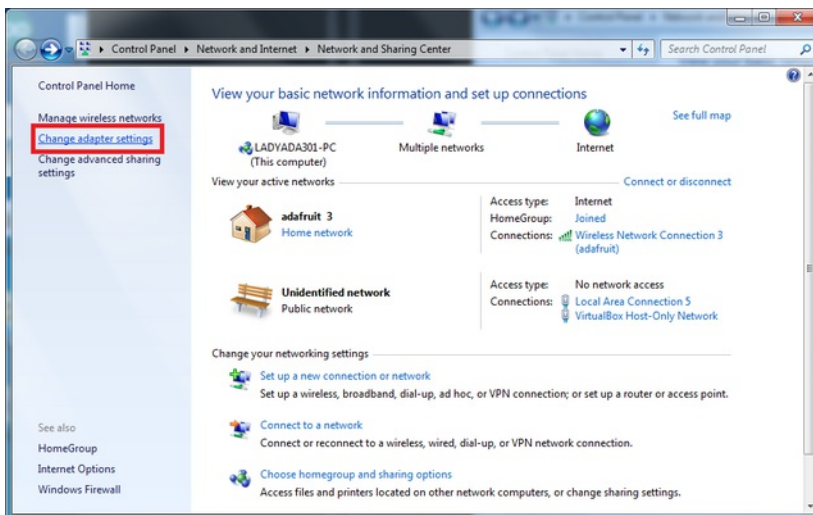 Control Panel ▸ Network and Internet ▸ Network and Sharing Center
Search Control Panel
Control Panel Home
Manage wireless networks
Change adapter settings
Change advanced sharing
settings
See also
HomeGroup
Internet Options
Windows Firewall
View your basic network information and set up connections
See full map
LADYADA301-PC
(This computer)
Multiple networks
Internet
View your active networks
Connect or disconnect
adafruit 3
Home network
Access type: Internet
HomeGroup: Joined
Connections: Wireless Network Connection 3
(adafruit)
Unidentified network
Public network
Access type: No network access
Connections: Local Area Connection 5
VirtualBox Host-Only Network
Change your networking settings
Set up a new connection or network
Set up a wireless, broadband, dial-up, ad hoc, or VPN connection; or set up a router or access point.
Connect to a network
Connect or reconnect to a wireless, wired, dial-up, or VPN network connection.
Choose homegroup and sharing options
Access files and printers located on other network computers, or change sharing settings.